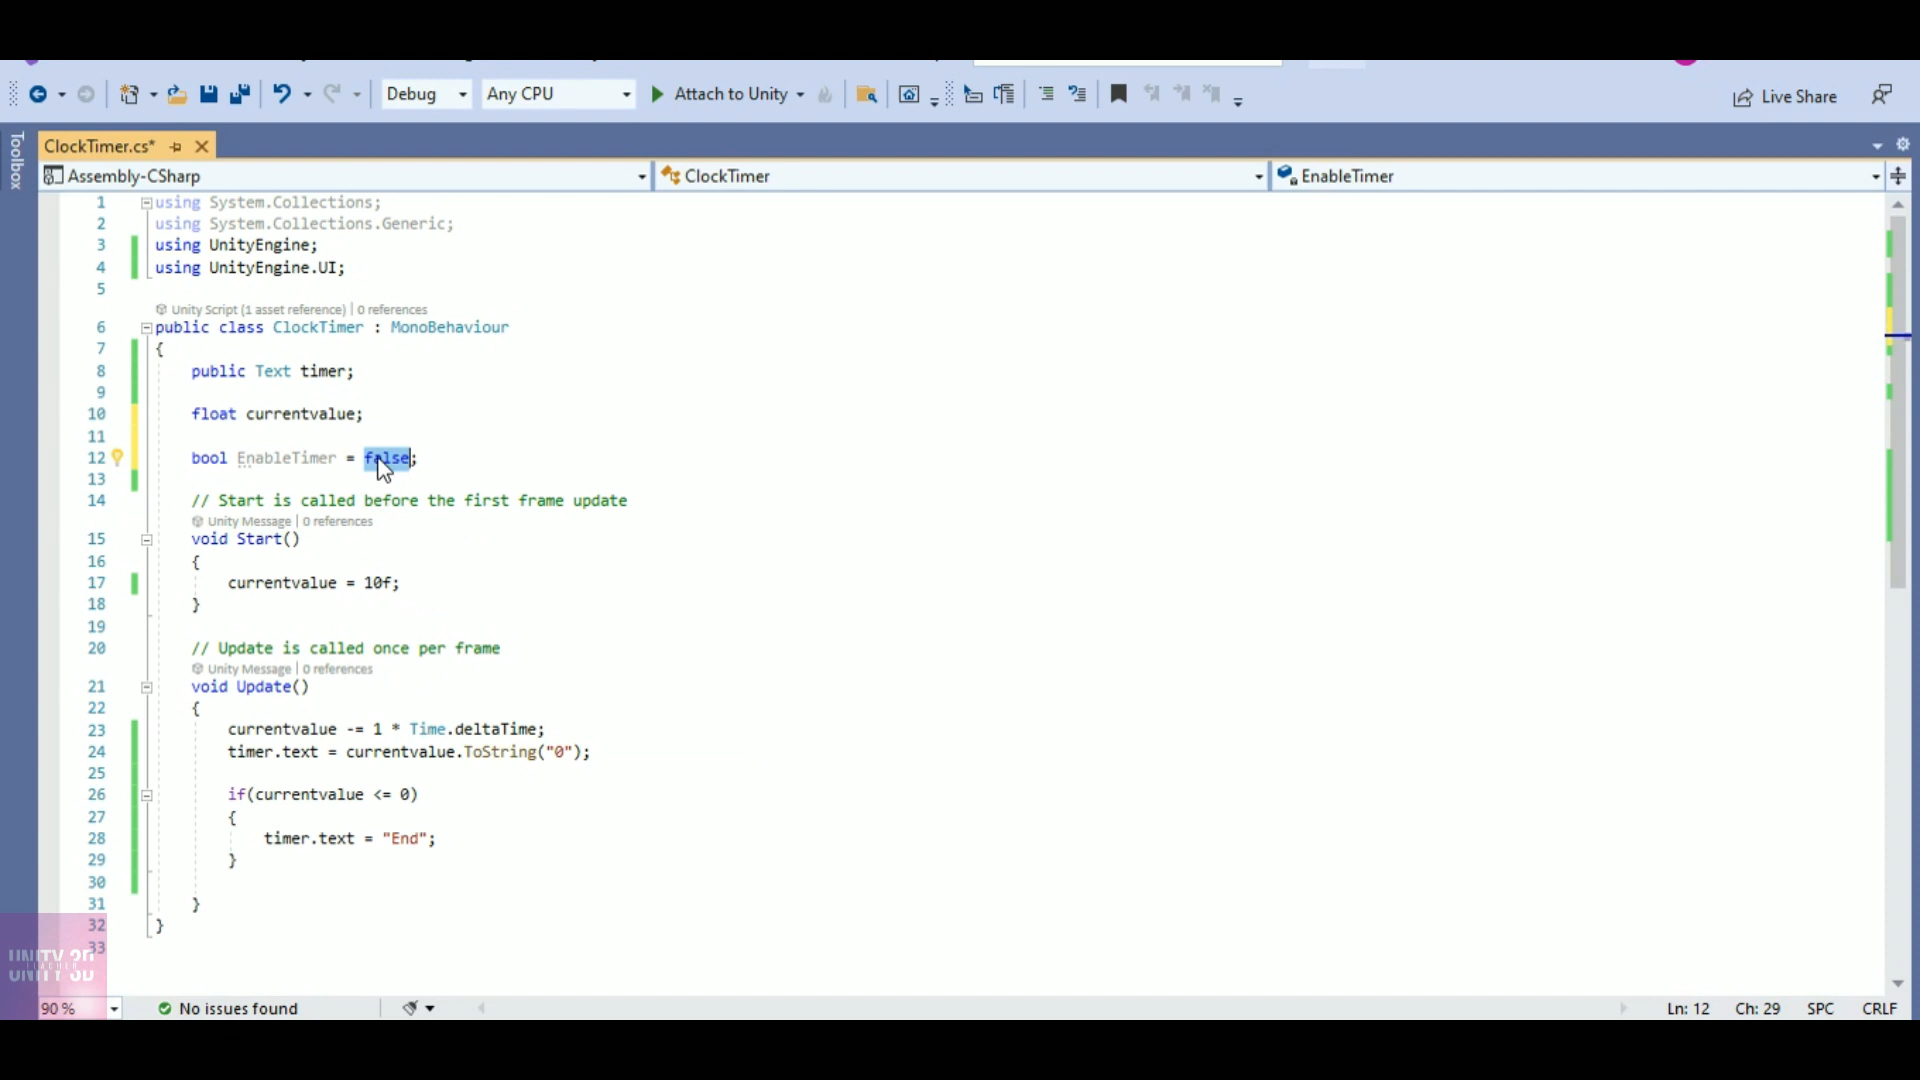 Debug
Any CPU
Attach to Unity
Live Share
Toolbox
ClockTimer.cs*
Assembly-CSharp
ClockTimer
EnableTimer
1 using System.Collections;
2 using System.Collections.Generic;
3 using UnityEngine;
4 using UnityEngine.UI;
5
Unity Script (1 asset reference) | 0 references
6 public class ClockTimer : MonoBehaviour
7 {
8 public Text timer;
9
10 float currentvalue;
11
12 bool EnableTimer = false;
13
14 // Start is called before the first frame update
Unity Message | 0 references
15 void Start()
16 {
17 currentvalue = 10f;
18 }
19
20 // Update is called once per frame
Unity Message | 0 references
21 void Update()
22 {
23 currentvalue -= 1 * Time.deltaTime;
24 timer.text = currentvalue.ToString("0");
25
26 if(currentvalue <= 0)
27 {
28 timer.text = "End";
29 }
30
31 }
32 }
33
UNITY 3D
TEACHER
UNITY 3D
90 %
No issues found
Ln: 12
Ch: 29
SPC
CRLF